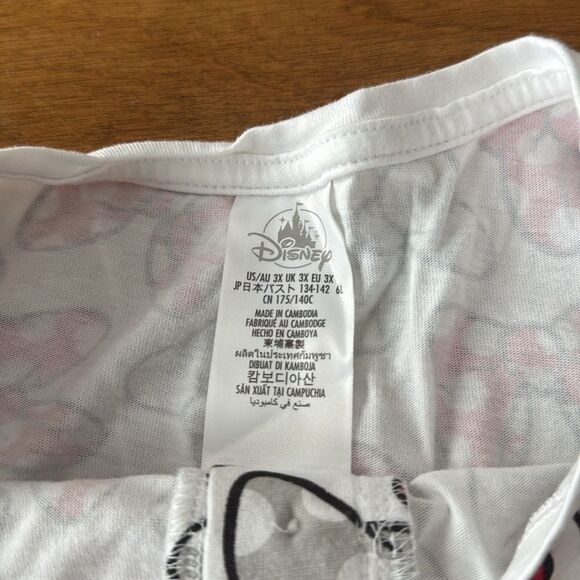 Disney
US/AU 3X UK 3X EU 3X
JP日本バスト 134-142 6L
CN 175/140C
MADE IN CAMBODIA
FABRIQUÉ AU CAMBODGE
HECHO EN CAMBOYA
柬埔寨製
ผลิตในประเทศกัมพูชา
DIBUAT DI KAMBOJA
캄보디아산
SẢN XUẤT TẠI CAMPUCHIA
صنع في كامبوديا